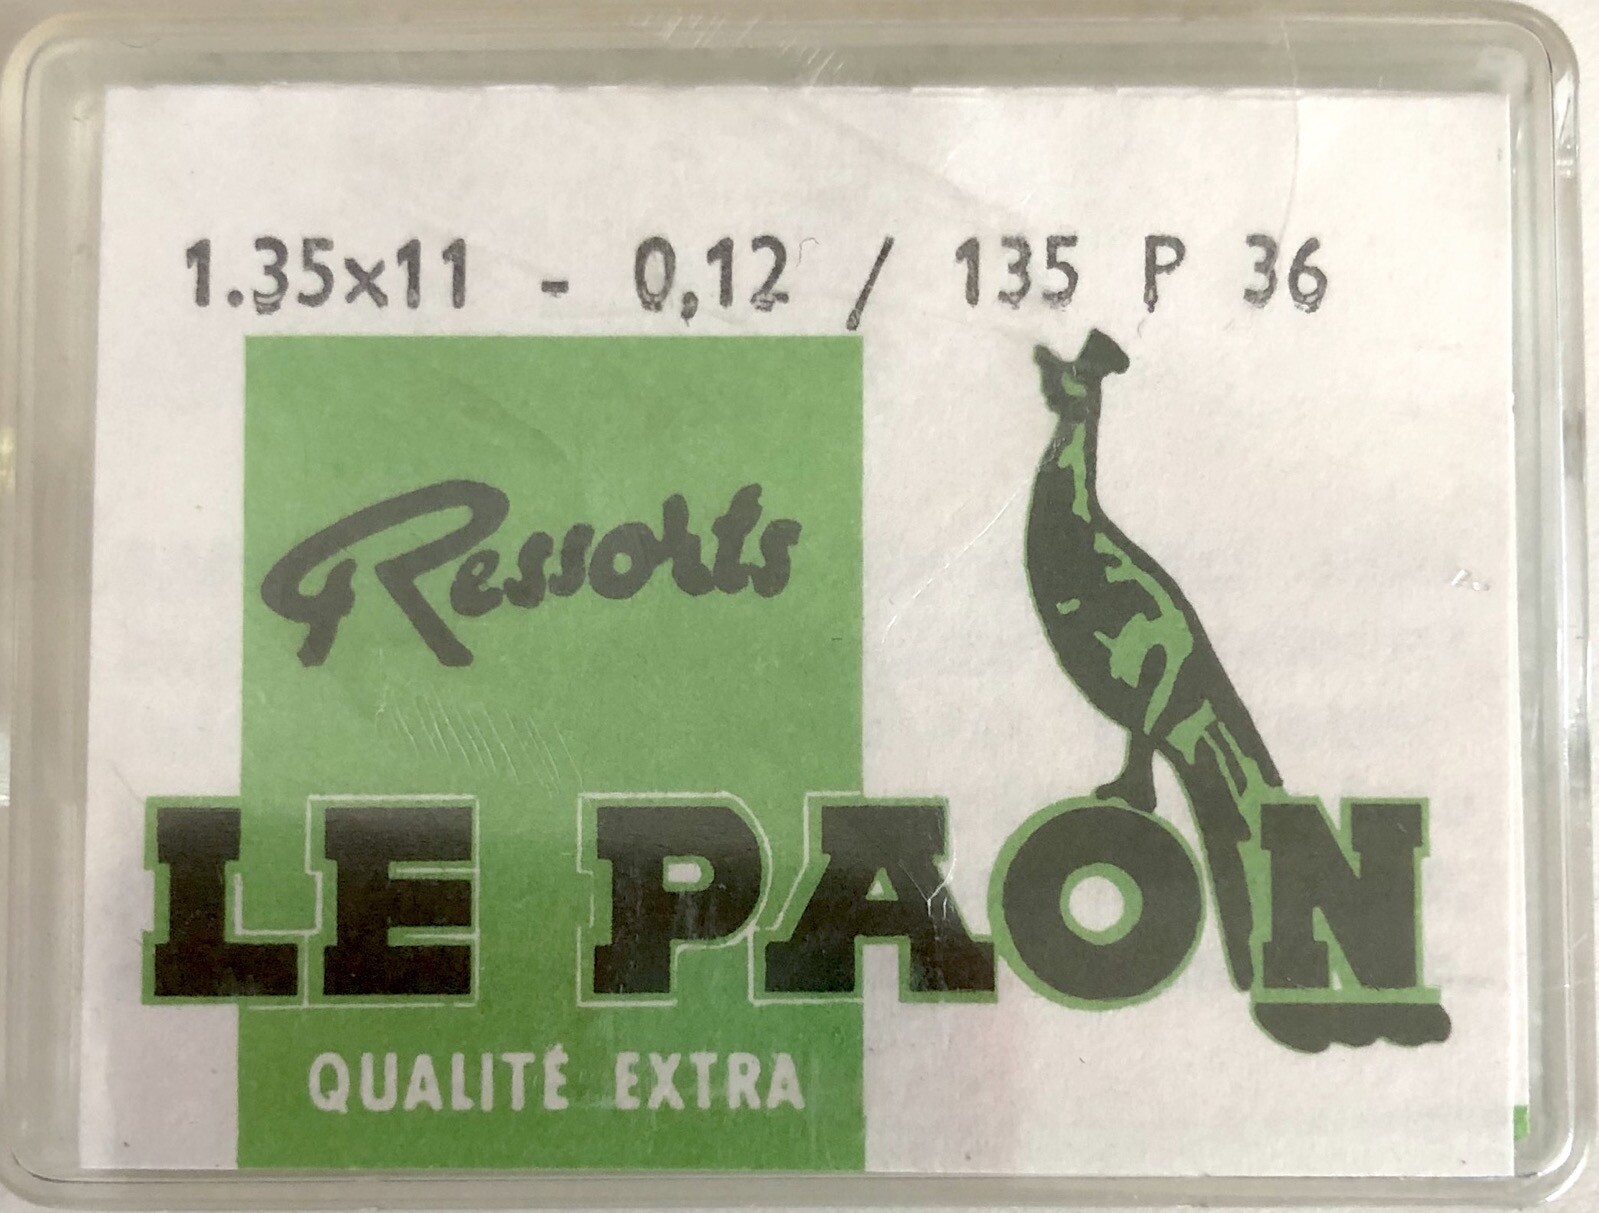 1.35x11 - 0,12 / 135 P 36
Ressorts
LE PAON
QUALITÉ EXTRA